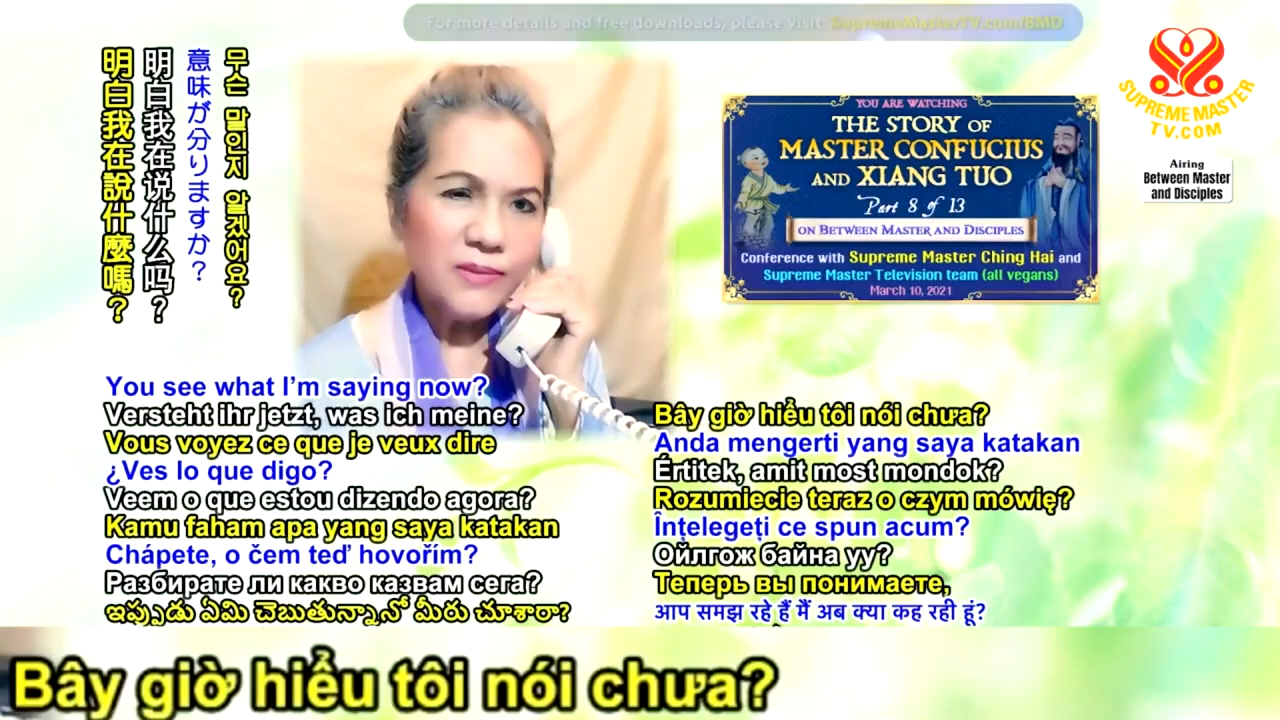 For more details and free downloads, please visit: SupremeMasterTV.com/BMD
무슨 말인지 알겠어요?
意味が分りますか？
明白我在说什么吗？
明白我在說什麼嗎？
SUPREME MASTER
TV.COM
Airing
Between Master
and Disciples
YOU ARE WATCHING
THE STORY OF
MASTER CONFUCIUS
AND XIANG TUO
Part 8 of 13
ON BETWEEN MASTER AND DISCIPLES
Conference with Supreme Master Ching Hai and
Supreme Master Television team (all vegans)
March 10, 2021
You see what I’m saying now?
Versteht ihr jetzt, was ich meine?
Vous voyez ce que je veux dire
¿Ves lo que digo?
Veem o que estou dizendo agora?
Kamu faham apa yang saya katakan
Chápete, o čem teď hovořím?
Разбирате ли какво казвам сега?
ఇప్పుడు ఏమి చెబుతున్నానో మీరు చూశారా?
Bây giờ hiểu tôi nói chưa?
Anda mengerti yang saya katakan
Értitek, amit most mondok?
Rozumiecie teraz o czym mówię?
Înțelegeți ce spun acum?
Ойлгож байна уу?
Теперь вы понимаете,
आप समझ रहे हैं मैं अब क्या कह रही हूं?
Bây giờ hiểu tôi nói chưa?